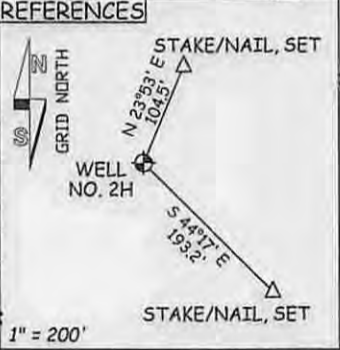 REFERENCES
STAKE/NAIL, SET
N
S
GRID NORTH
N 23°53' E
104.5'
WELL
NO. 2H
S 44°17' E
193.2'
STAKE/NAIL, SET
1" = 200'